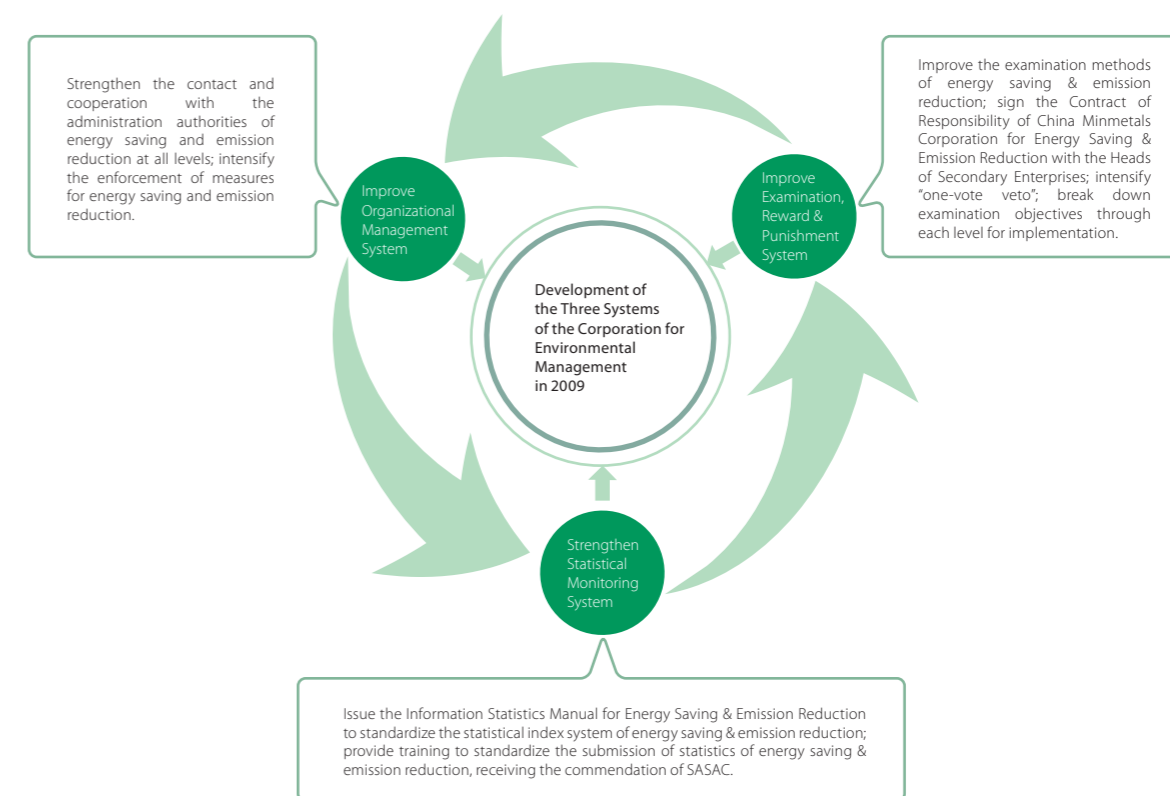 Strengthen the contact and
cooperation with the
administration authorities of
energy saving and emission
reduction at all levels; intensify
the enforcement of measures
for energy saving and emission
reduction.
Improve the examination methods
of energy saving & emission
reduction; sign the Contract of
Responsibility of China Minmetals
Corporation for Energy Saving &
Emission Reduction with the Heads
of Secondary Enterprises; intensify
“one-vote veto”; break down
examination objectives through
each level for implementation.
Improve
Organizational
Management
System
Improve
Examination,
Reward &
Punishment
System
Development of
the Three Systems
of the Corporation for
Environmental
Management
in 2009
Strengthen
Statistical
Monitoring
System
Issue the Information Statistics Manual for Energy Saving & Emission Reduction
to standardize the statistical index system of energy saving & emission reduction;
provide training to standardize the submission of statistics of energy saving &
emission reduction, receiving the commendation of SASAC.